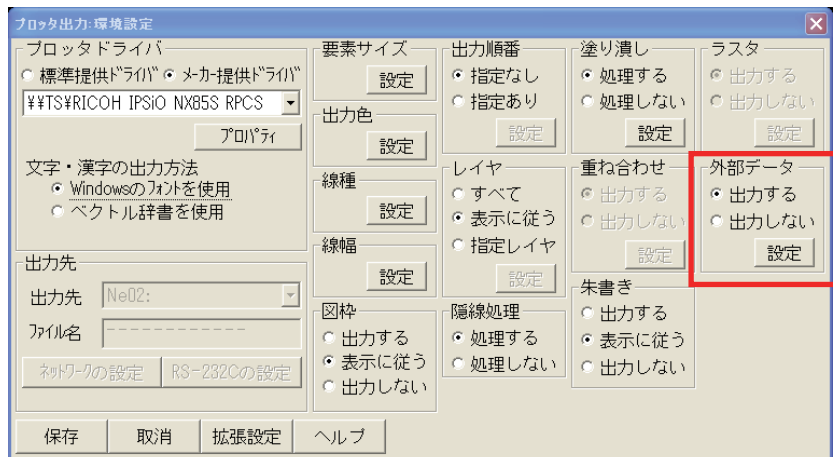 プロッタ出力:環境設定
プロッタドライバ
標準提供ドライバ メーカー提供ドライバ
¥¥TS¥RICOH IPSiO NX85S RPCS
プロパティ
文字・漢字の出力方法
Windowsのフォントを使用
ベクトル辞書を使用
出力先
出力先 Ne02:
ファイル名 ------------
ネットワークの設定 RS-232Cの設定
要素サイズ
設定
出力色
設定
線種
設定
線幅
設定
図枠
出力する
表示に従う
出力しない
出力順番
指定なし
指定あり
設定
レイヤ
すべて
表示に従う
指定レイヤ
設定
隠線処理
処理する
処理しない
塗り潰し
処理する
処理しない
設定
重ね合わせ
出力する
出力しない
設定
朱書き
出力する
表示に従う
出力しない
ラスタ
出力する
出力しない
設定
外部データ
出力する
出力しない
設定
保存 取消 拡張設定 ヘルプ